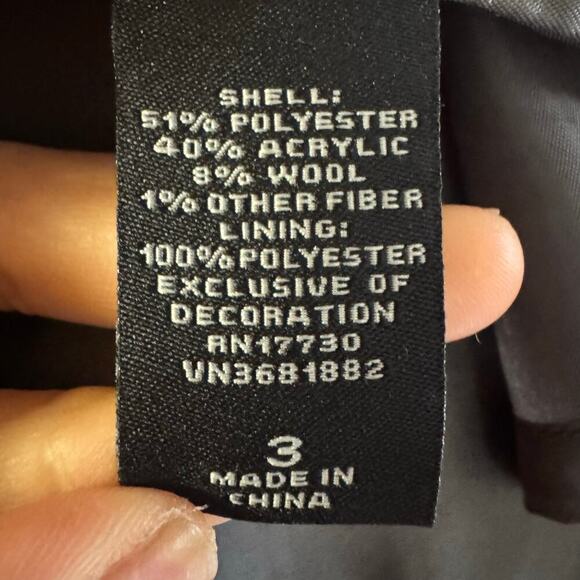 SHELL:
51% POLYESTER
40% ACRYLIC
8% WOOL
1% OTHER FIBER
LINING:
100% POLYESTER
EXCLUSIVE OF
DECORATION
RN17730
VN3681882
3
MADE IN
CHINA